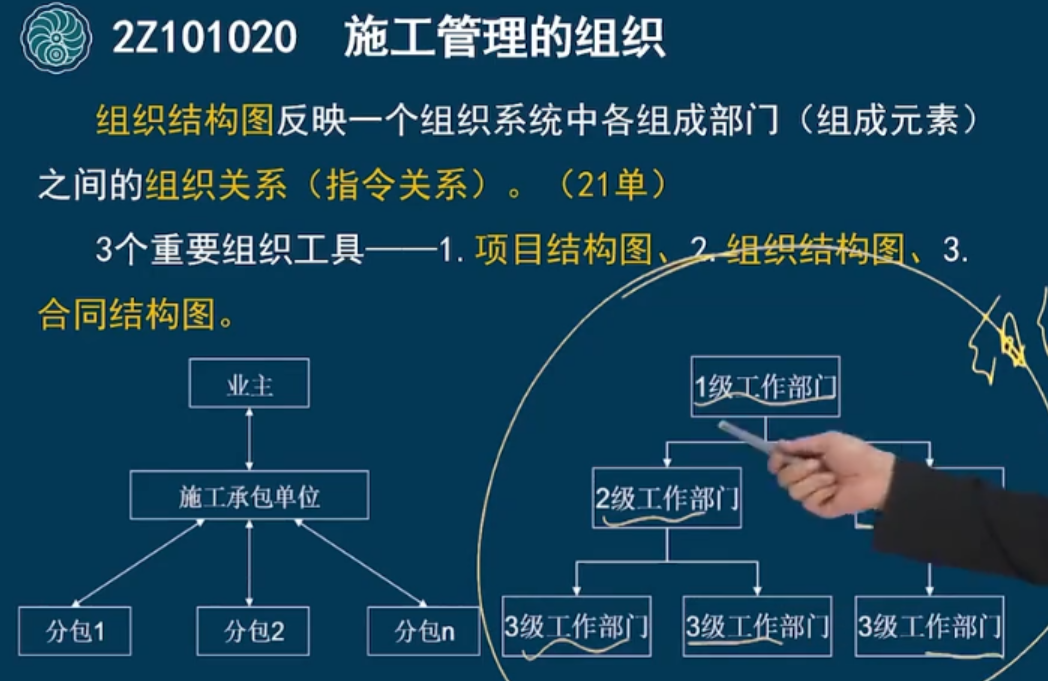 2Z101020 施工管理的组织
组织结构图反映一个组织系统中各组成部门（组成元素）
之间的组织关系（指令关系）。（21单）
3个重要组织工具——1.项目结构图、2.组织结构图、3.
合同结构图。
业主
施工承包单位
分包1
分包2
分包n
1级工作部门
2级工作部门
3级工作部门
3级工作部门
3级工作部门